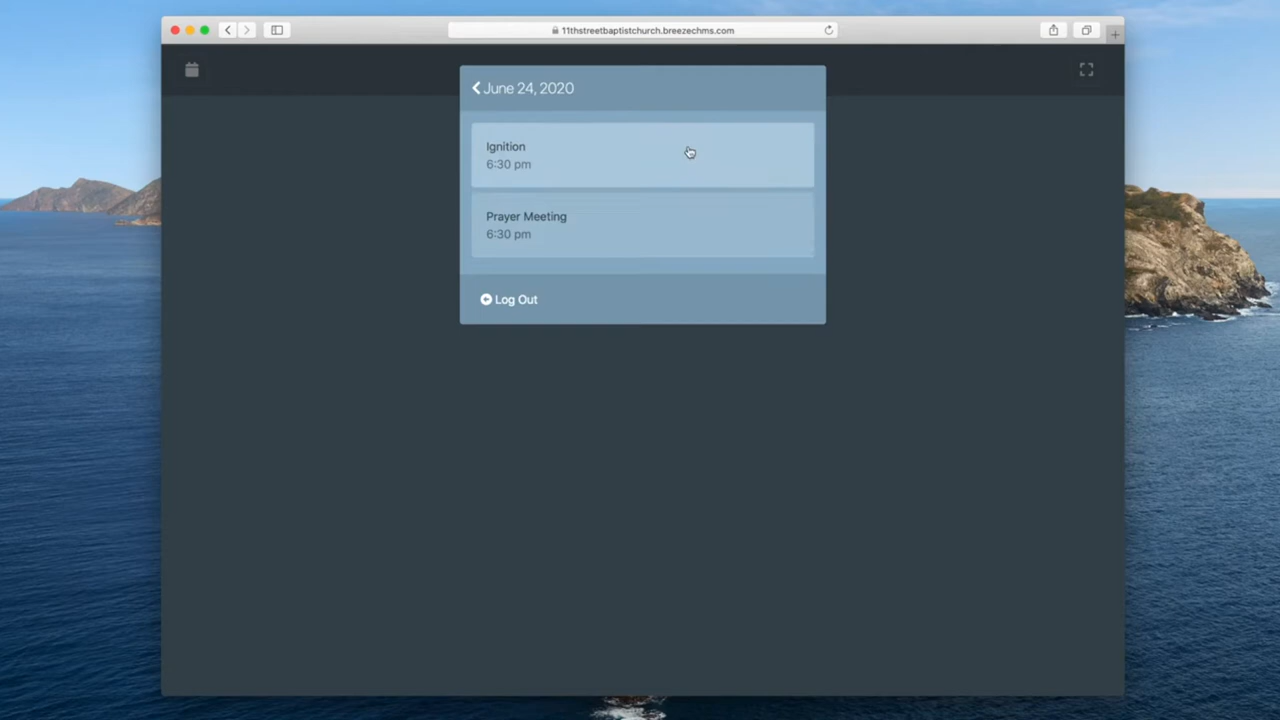 11thstreetbaptistchurch.breezechms.com
June 24, 2020
Ignition
6:30 pm
Prayer Meeting
6:30 pm
Log Out